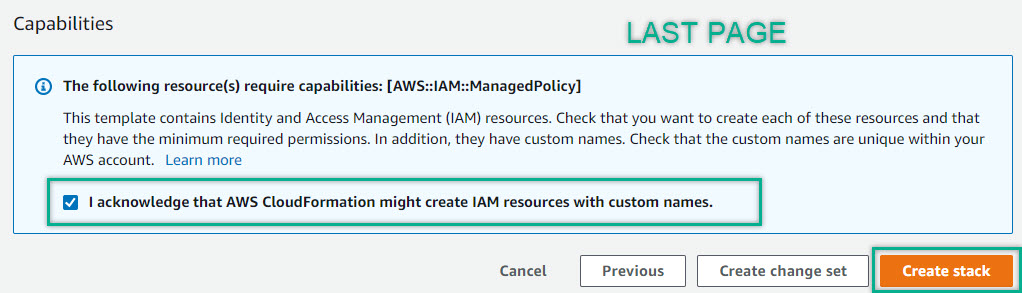 Capabilities
LAST PAGE
The following resource(s) require capabilities: [AWS::IAM::ManagedPolicy]
This template contains Identity and Access Management (IAM) resources. Check that you want to create each of these resources and that
they have the minimum required permissions. In addition, they have custom names. Check that the custom names are unique within your
AWS account. Learn more
I acknowledge that AWS CloudFormation might create IAM resources with custom names.
Cancel Previous Create change set Create stack